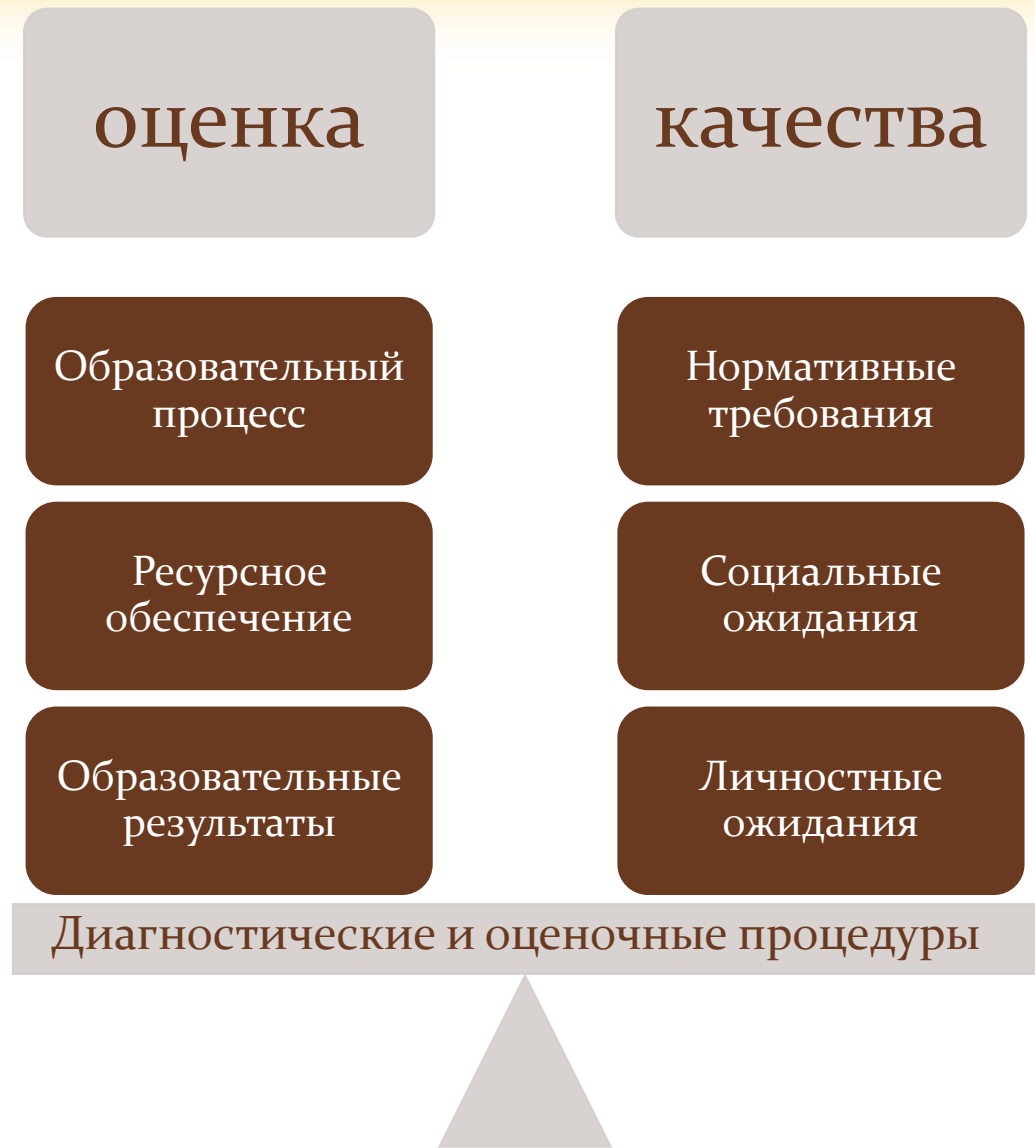 оценка
качества
Образовательный
процесс
Нормативные
требования
Ресурсное
обеспечение
Социальные
ожидания
Образовательные
результаты
Личностные
ожидания
Диагностические и оценочные процедуры